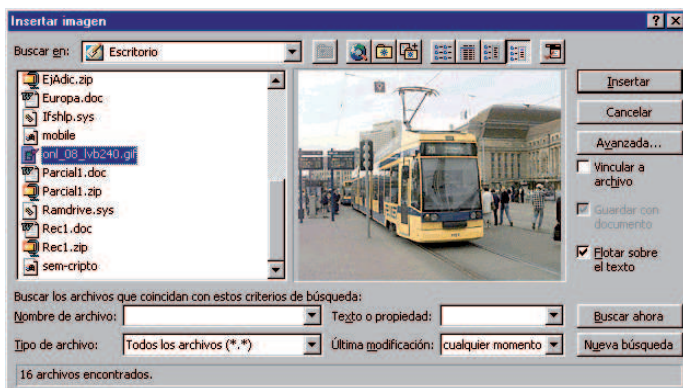 Insertar imagen
Buscar en: Escritorio
EjAdic.zip
Europa.doc
Ifshlp.sys
mobile
onl_08_lvb240.gif
Parcial1.doc
Parcial1.zip
Ramdrive.sys
Rec1.doc
Rec1.zip
sem-cripto
Insertar
Cancelar
Avanzada...
Vincular a
archivo
Guardar con
documento
Flotar sobre
el texto
Buscar los archivos que coincidan con estos criterios de búsqueda:
Nombre de archivo: Texto o propiedad: Buscar ahora
Tipo de archivo: Todos los archivos (*.*) Última modificación: cualquier momento Nueva búsqueda
16 archivos encontrados.